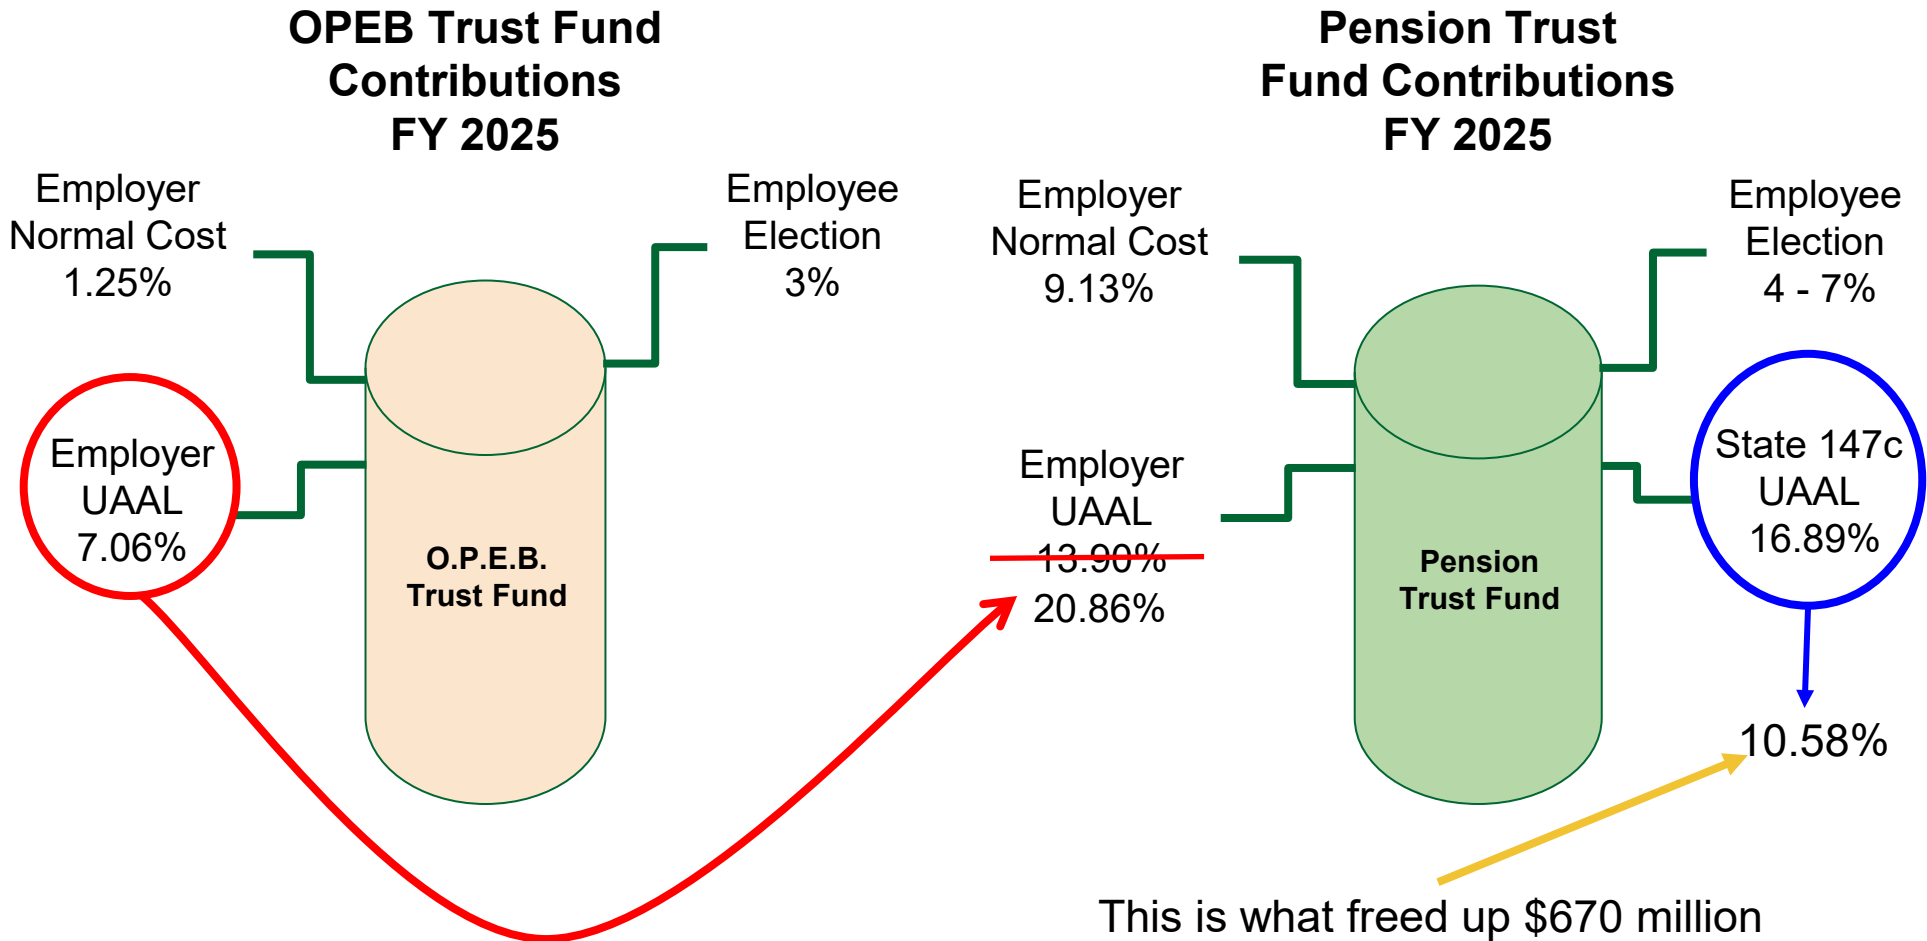 OPEB Trust Fund
Contributions
FY 2025
Employer
Normal Cost
1.25%
Employee
Election
3%
Employer
UAAL
7.06%
O.P.E.B.
Trust Fund
Pension Trust
Fund Contributions
FY 2025
Employer
Normal Cost
9.13%
Employee
Election
4 - 7%
Employer
UAAL
13.90%
20.86%
Pension
Trust Fund
State 147c
UAAL
16.89%
10.58%
This is what freed up $670 million